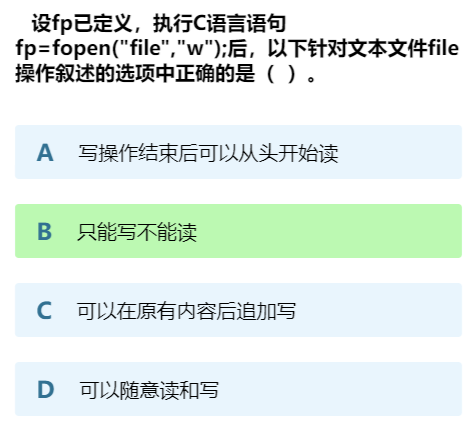 设fp已定义，执行C语言语句
fp=fopen("file","w");后，以下针对文本文件file
操作叙述的选项中正确的是（ ）。
A 写操作结束后可以从头开始读
B 只能写不能读
C 可以在原有内容后追加写
D 可以随意读和写